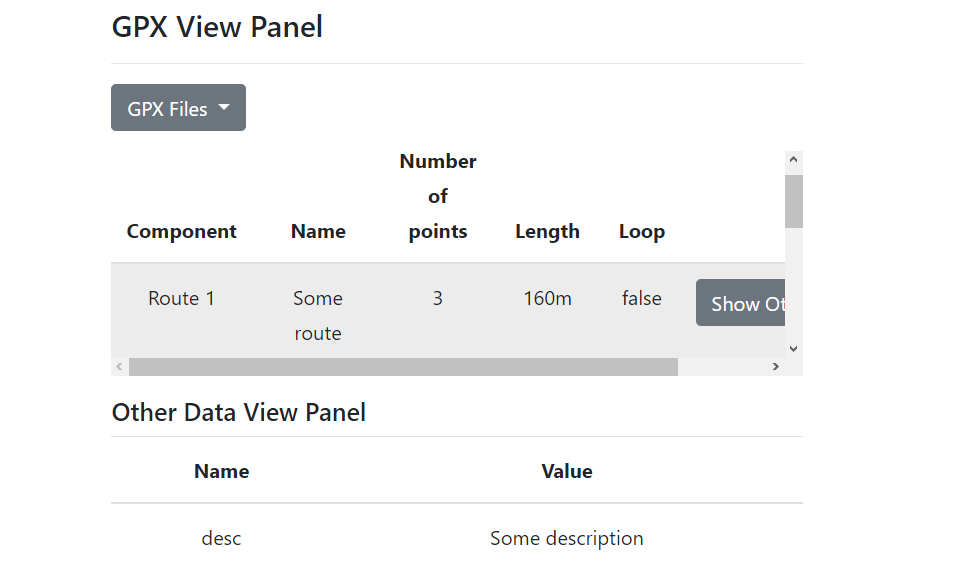 GPX View Panel
GPX Files
Number
of
Component Name points Length Loop
Route 1 Some 3 160m false Show Ot
route
Other Data View Panel
Name Value
desc Some description